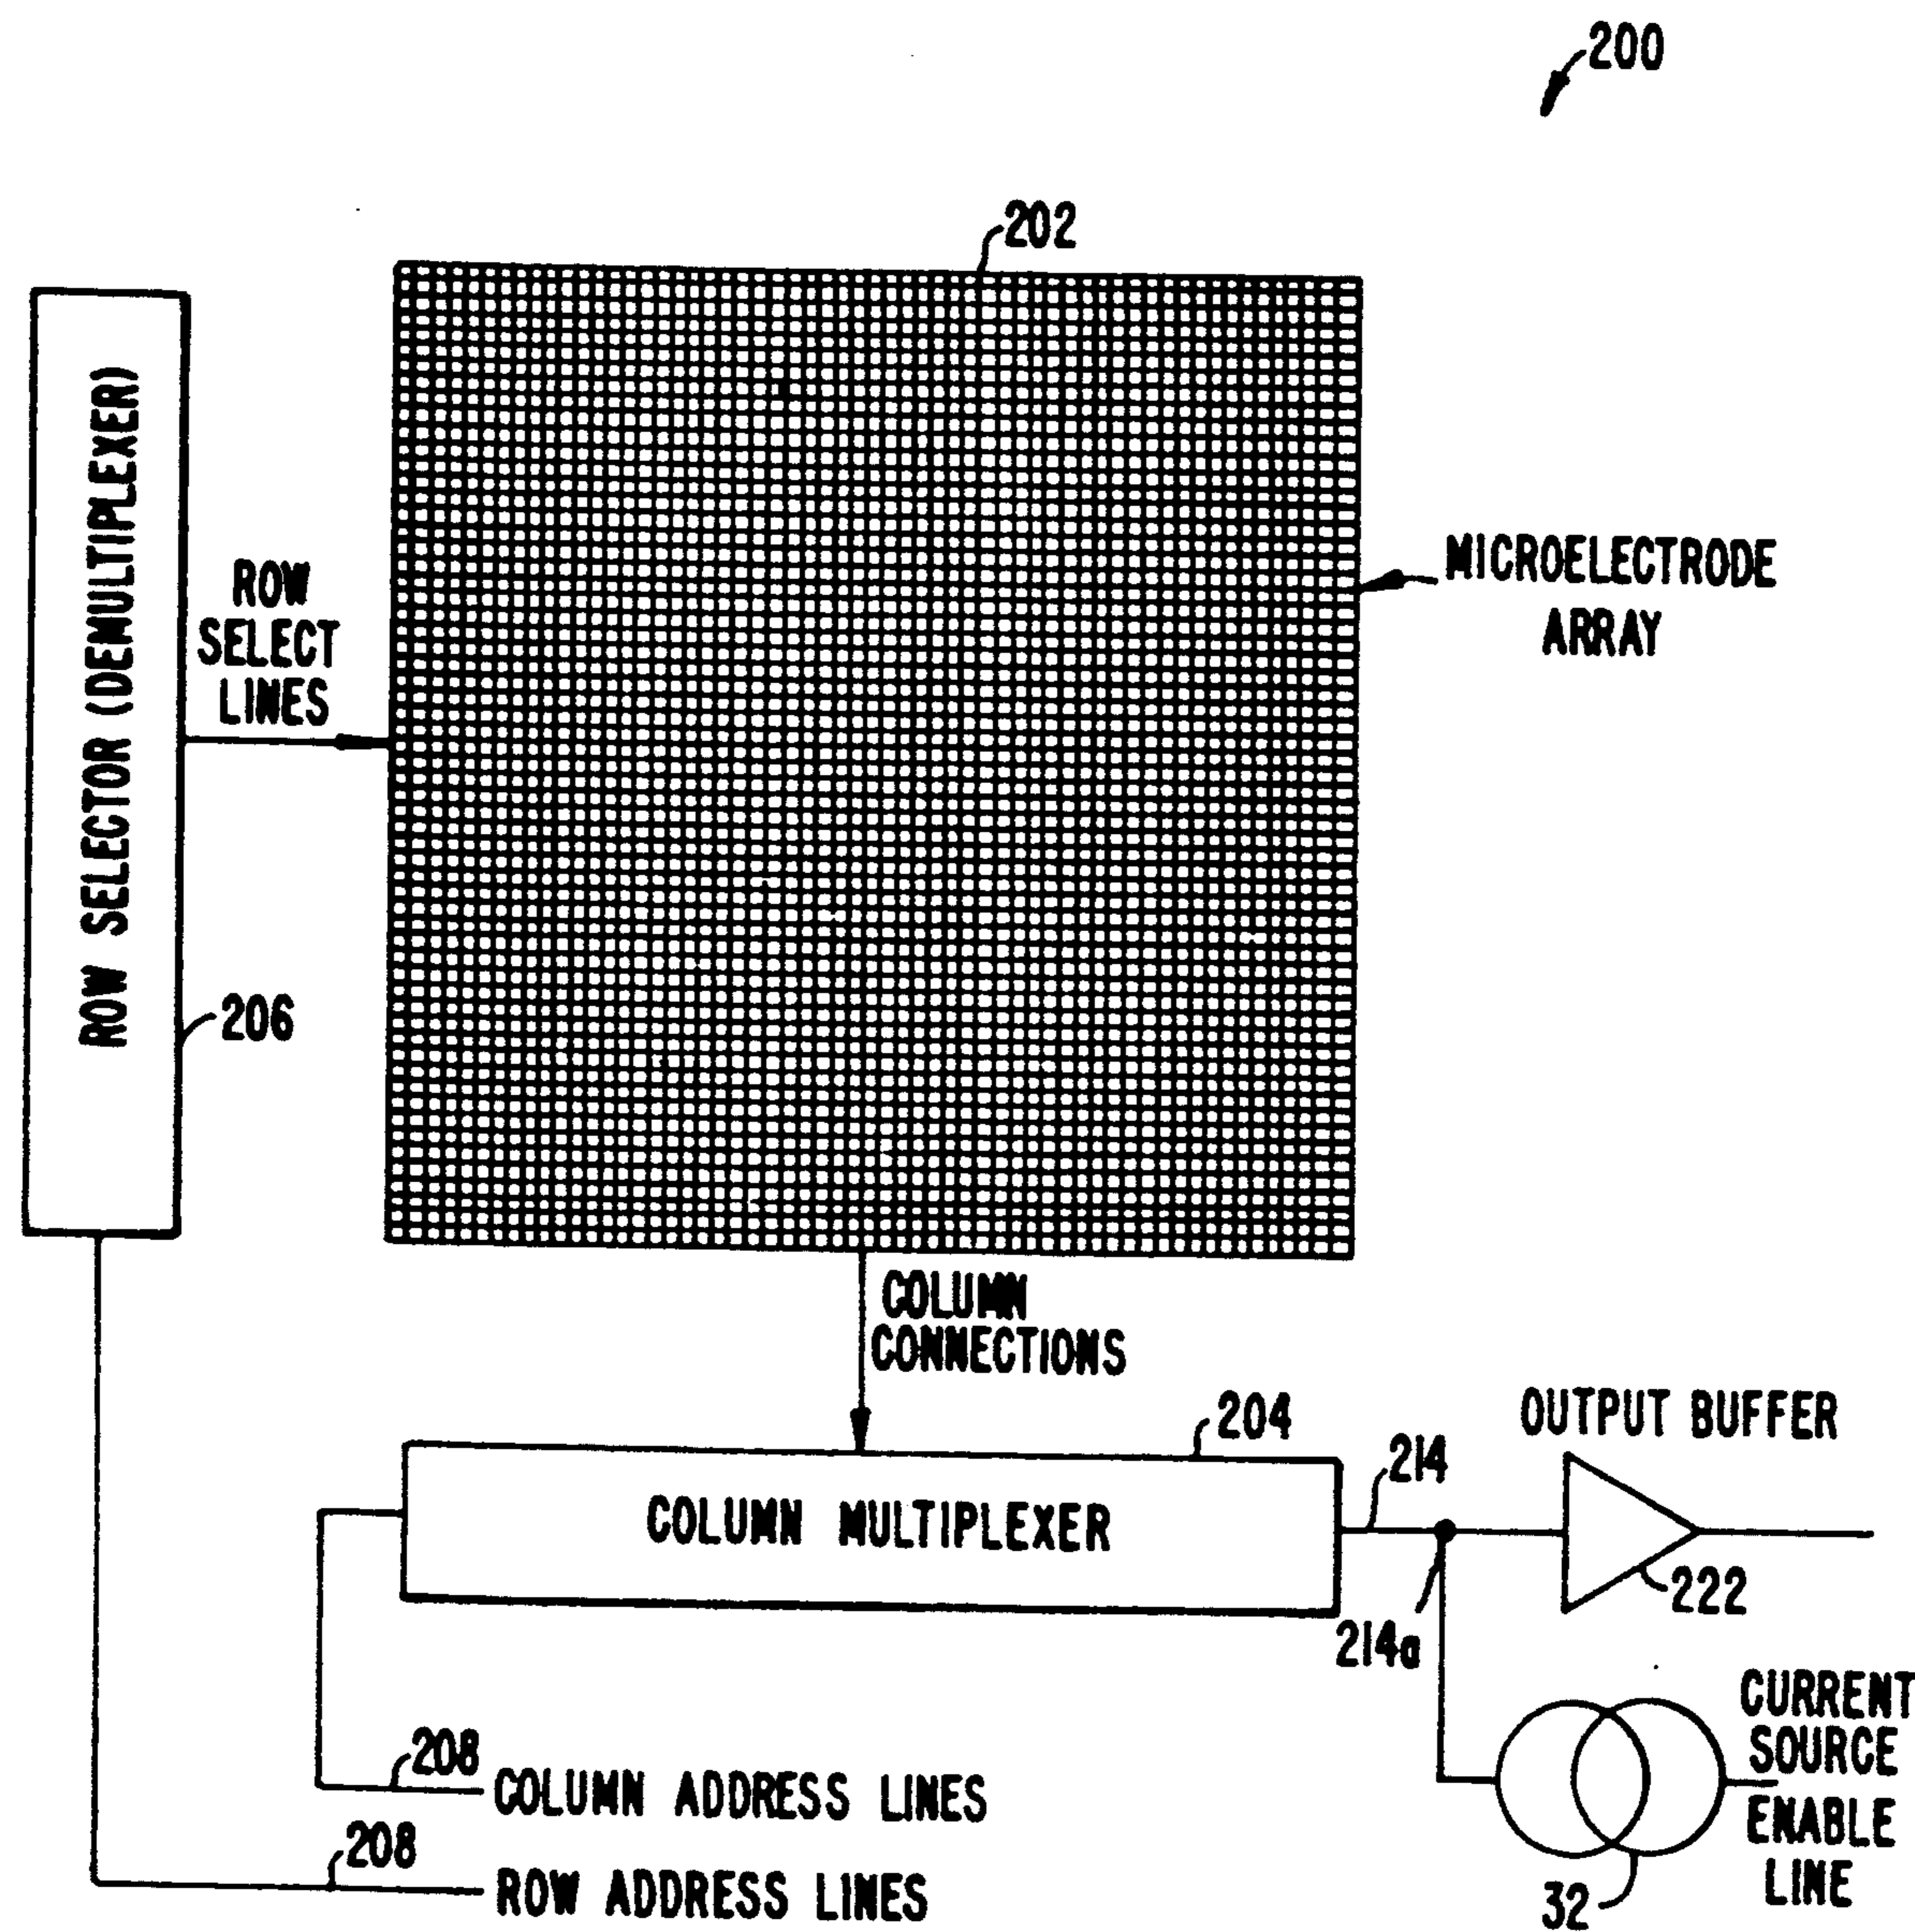 200
202
ROW SELECTOR (DEMULTIPLEXER)
ROW
SELECT
LINES
MICROELECTRODE
ARRAY
206
COLUMN
CONNECTIONS
204
COLUMN MULTIPLEXER
214
OUTPUT BUFFER
222
214a
208
COLUMN ADDRESS LINES
208
ROW ADDRESS LINES
CURRENT
SOURCE
ENABLE
LINE
32